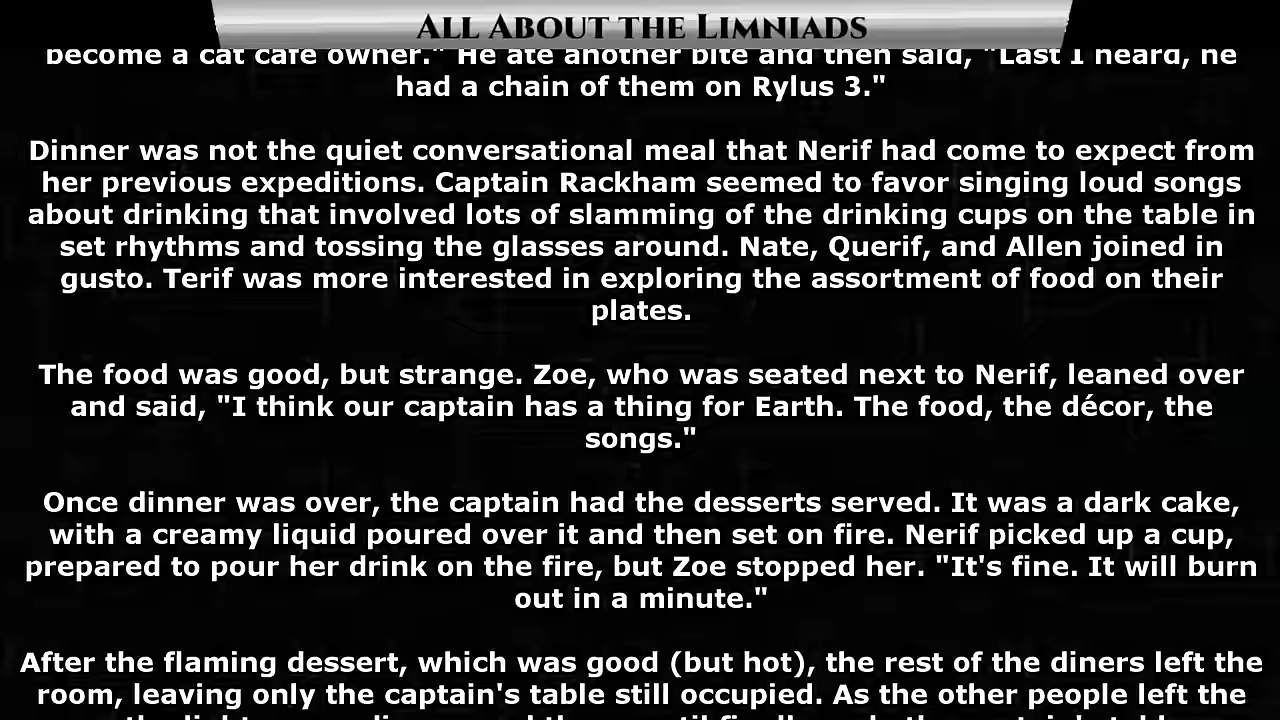 All About the Limniads
become a cat cafe owner." He ate another bite and then said, "Last I heard, he
had a chain of them on Rylus 3."
Dinner was not the quiet conversational meal that Nerif had come to expect from
her previous expeditions. Captain Rackham seemed to favor singing loud songs
about drinking that involved lots of slamming of the drinking cups on the table in
set rhythms and tossing the glasses around. Nate, Querif, and Allen joined in
gusto. Terif was more interested in exploring the assortment of food on their
plates.
The food was good, but strange. Zoe, who was seated next to Nerif, leaned over
and said, "I think our captain has a thing for Earth. The food, the décor, the
songs."
Once dinner was over, the captain had the desserts served. It was a dark cake,
with a creamy liquid poured over it and then set on fire. Nerif picked up a cup,
prepared to pour her drink on the fire, but Zoe stopped her. "It's fine. It will burn
out in a minute."
After the flaming dessert, which was good (but hot), the rest of the diners left the
room, leaving only the captain's table still occupied. As the other people left the